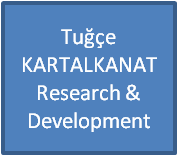 Tuğçe
KARTALKANAT
Research &
Development